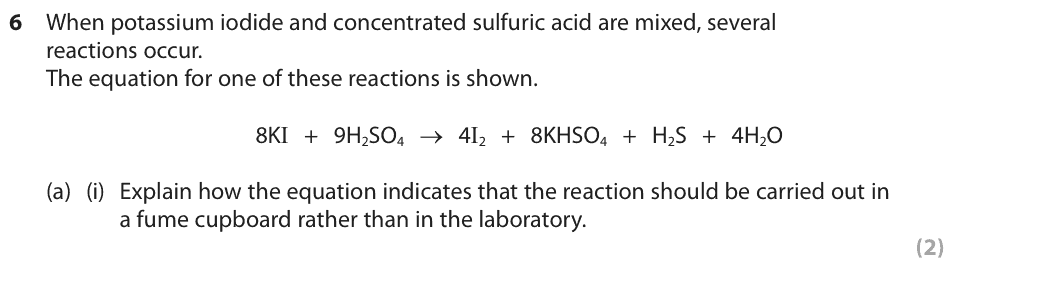 6 When potassium iodide and concentrated sulfuric acid are mixed, several
reactions occur.
The equation for one of these reactions is shown.
8KI + 9H₂SO₄ → 4I₂ + 8KHSO₄ + H₂S + 4H₂O
(a) (i) Explain how the equation indicates that the reaction should be carried out in
a fume cupboard rather than in the laboratory.
(2)